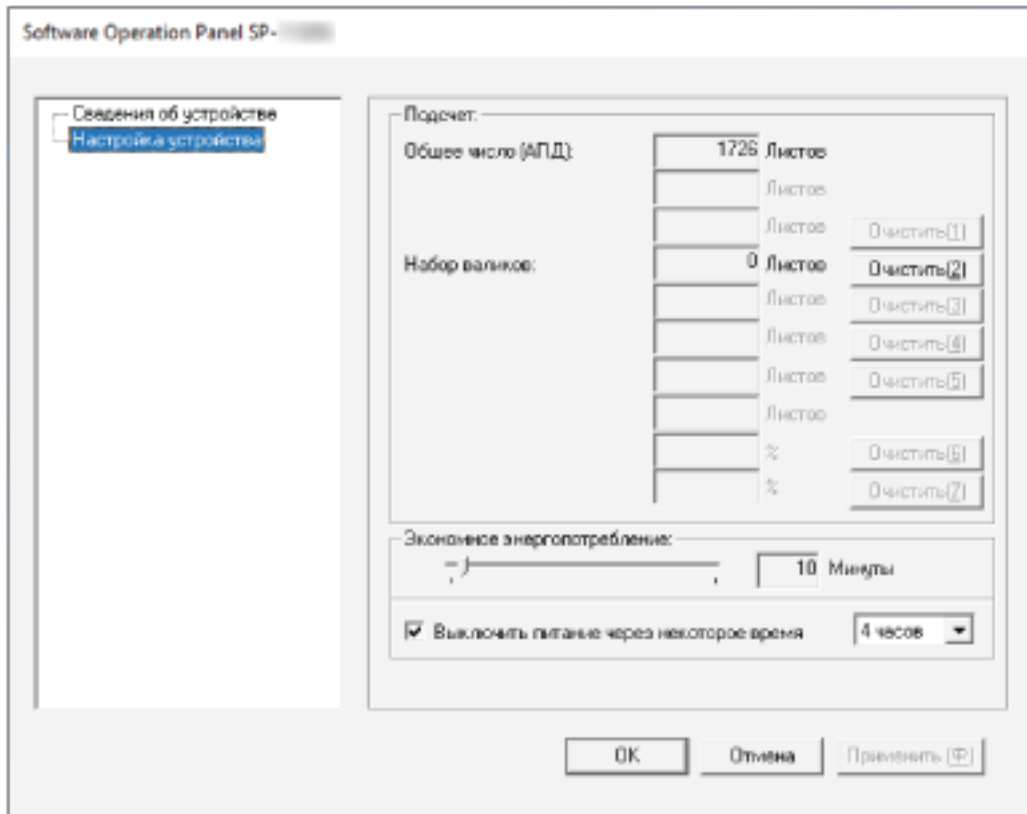 Software Operation Panel SP-
Сведения об устройстве
Настройка устройства
Подсчет:
Общее число (АПД): 1726 Листов
Листов
Листов Очистить(1)
Набор валиков: 0 Листов Очистить(2)
Листов Очистить(3)
Листов Очистить(4)
Листов Очистить(5)
Листов
% Очистить(6)
% Очистить(7)
Экономное энергопотребление:
10 Минуты
Выключить питание через некоторое время 4 часов
OK Отмена Применить (Ф)